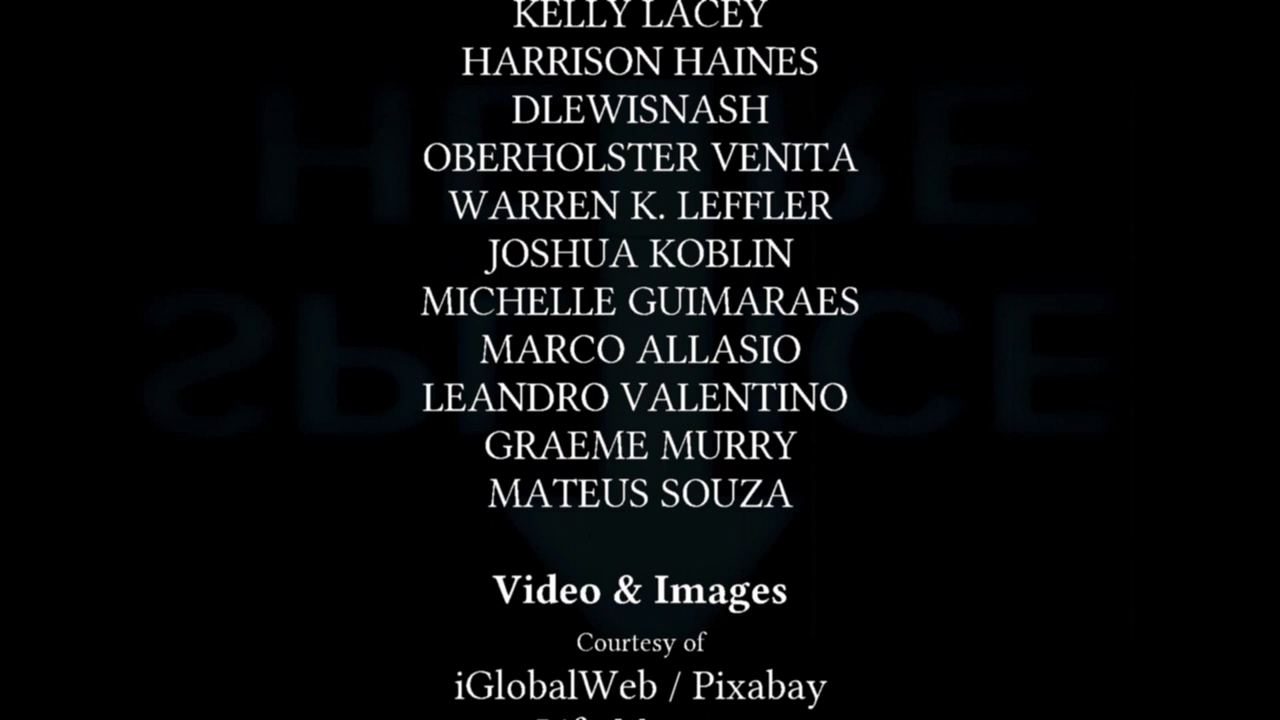 KELLY LACEY
HARRISON HAINES
DLEWISNASH
OBERHOLSTER VENITA
WARREN K. LEFFLER
JOSHUA KOBLIN
MICHELLE GUIMARAES
MARCO ALLASIO
LEANDRO VALENTINO
GRAEME MURRY
MATEUS SOUZA
Video & Images
Courtesy of
iGlobalWeb / Pixabay